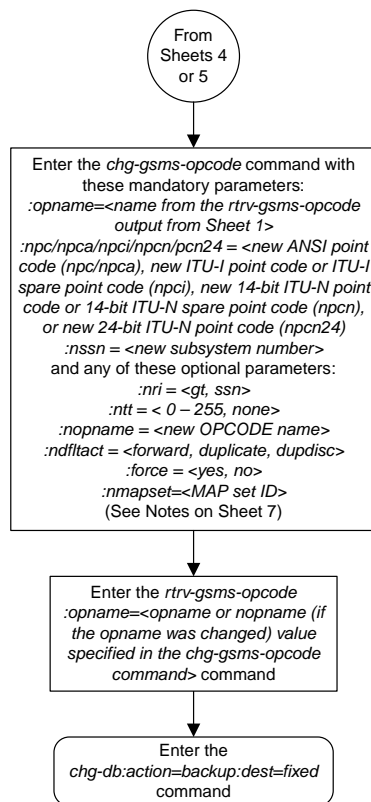 From
Sheets 4
or 5
Enter the chg-gsms-opcode command with
these mandatory parameters:
:opname=<name from the rtrv-gsms-opcode
output from Sheet 1>
:npc/npca/npci/npcn/pcn24 = <new ANSI point
code (npc/npca), new ITU-I point code or ITU-I
spare point code (npci), new 14-bit ITU-N point
code or 14-bit ITU-N spare point code (npcn),
or new 24-bit ITU-N point code (npcn24)
:nssn = <new subsystem number>
and any of these optional parameters:
:nri = <gt, ssn>
:ntt = < 0 – 255, none>
:nopname = <new OPCODE name>
:ndfltact = <forward, duplicate, dupdisc>
:force = <yes, no>
:nmapset=<MAP set ID>
(See Notes on Sheet 7)
Enter the rtrv-gsms-opcode
:opname=<opname or nopname (if
the opname was changed) value
specified in the chg-gsms-opcode
command> command
Enter the
chg-db:action=backup:dest=fixed
command